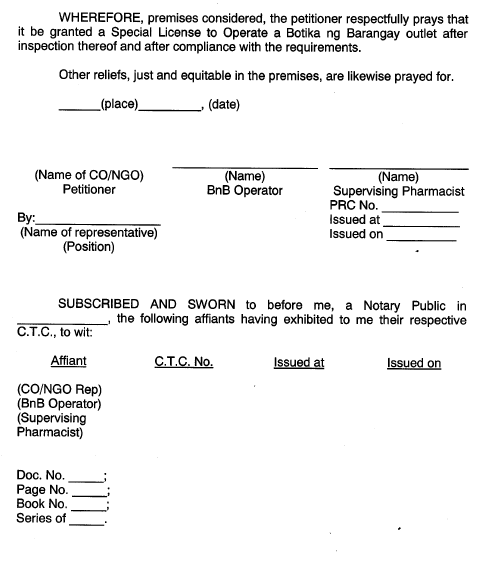 WHEREFORE, premises considered, the petitioner respectfully prays that
it be granted a Special License to Operate a Botika ng Barangay outlet after
inspection thereof and after compliance with the requirements.
Other reliefs, just and equitable in the premises, are likewise prayed for.
______(place)_________, (date)
(Name of CO/NGO) (Name) (Name)
Petitioner BnB Operator Supervising Pharmacist
PRC No. ___________
By:__________________ Issued at __________
(Name of representative) Issued on __________
(Position)
SUBSCRIBED AND SWORN to before me, a Notary Public in
_____________, the following affiants having exhibited to me their respective
C.T.C., to wit:
Affiant C.T.C. No. Issued at Issued on
(CO/NGO Rep)
(BnB Operator)
(Supervising
Pharmacist)
Doc. No. _____;
Page No. _____;
Book No. _____;
Series of _____.